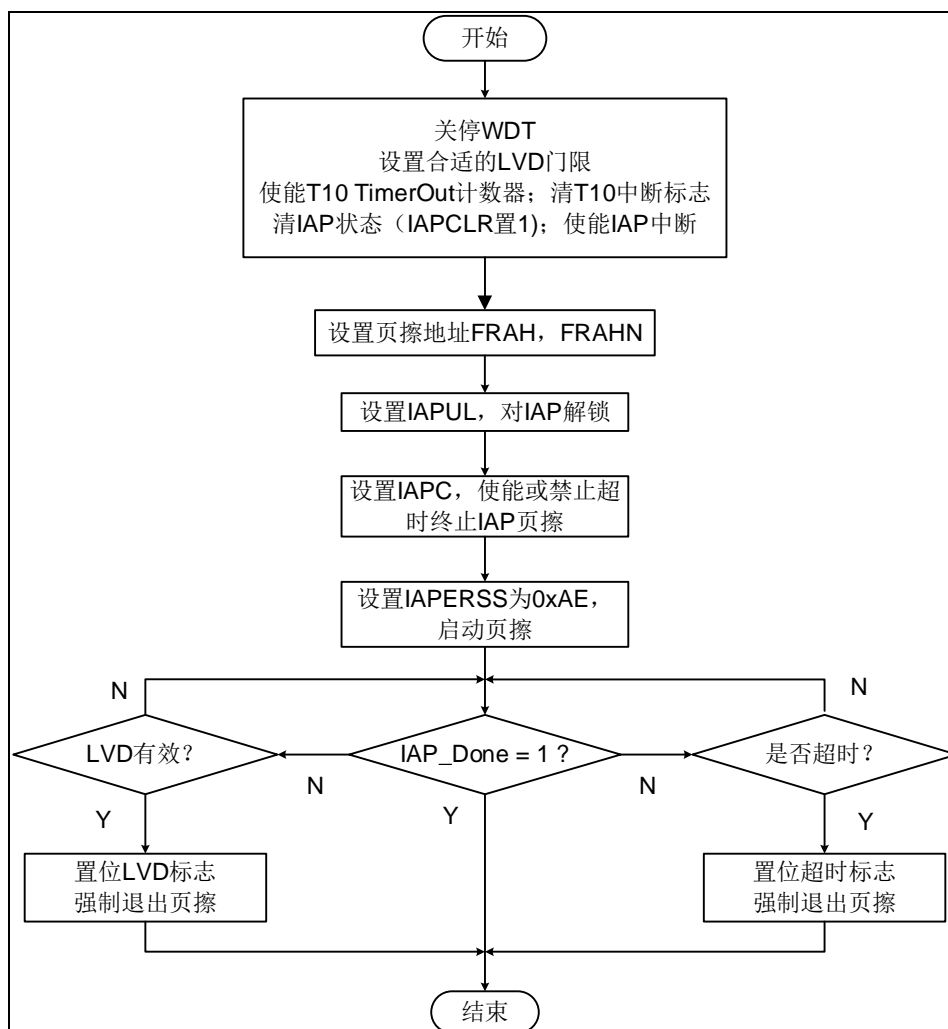 开始
关停WDT
设置合适的LVD门限
使能T10 TimerOut计数器；清T10中断标志
清IAP状态（IAPCLR置1)；使能IAP中断
设置页擦地址FRAH，FRAHN
设置IAPUL，对IAP解锁
设置IAPC，使能或禁止超
时终止IAP页擦
设置IAPERSS为0xAE，
启动页擦
N
N
LVD有效？
IAP_Done = 1 ?
是否超时？
N
N
Y
Y
Y
置位LVD标志
强制退出页擦
置位超时标志
强制退出页擦
结束